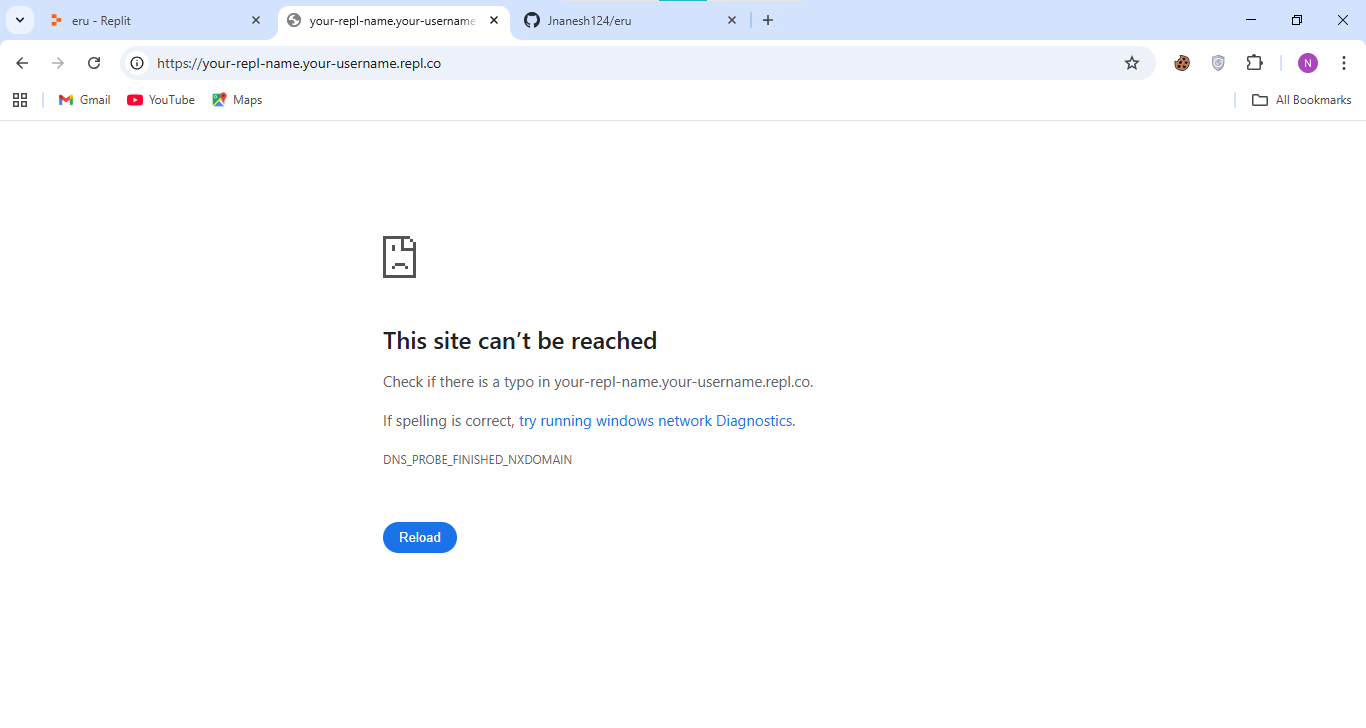 eru - Replit
your-repl-name.your-username
Jnanesh124/eru
https://your-repl-name.your-username.repl.co
N
Gmail
YouTube
Maps
All Bookmarks
This site can’t be reached
Check if there is a typo in your-repl-name.your-username.repl.co.
If spelling is correct, try running windows network Diagnostics.
DNS_PROBE_FINISHED_NXDOMAIN
Reload